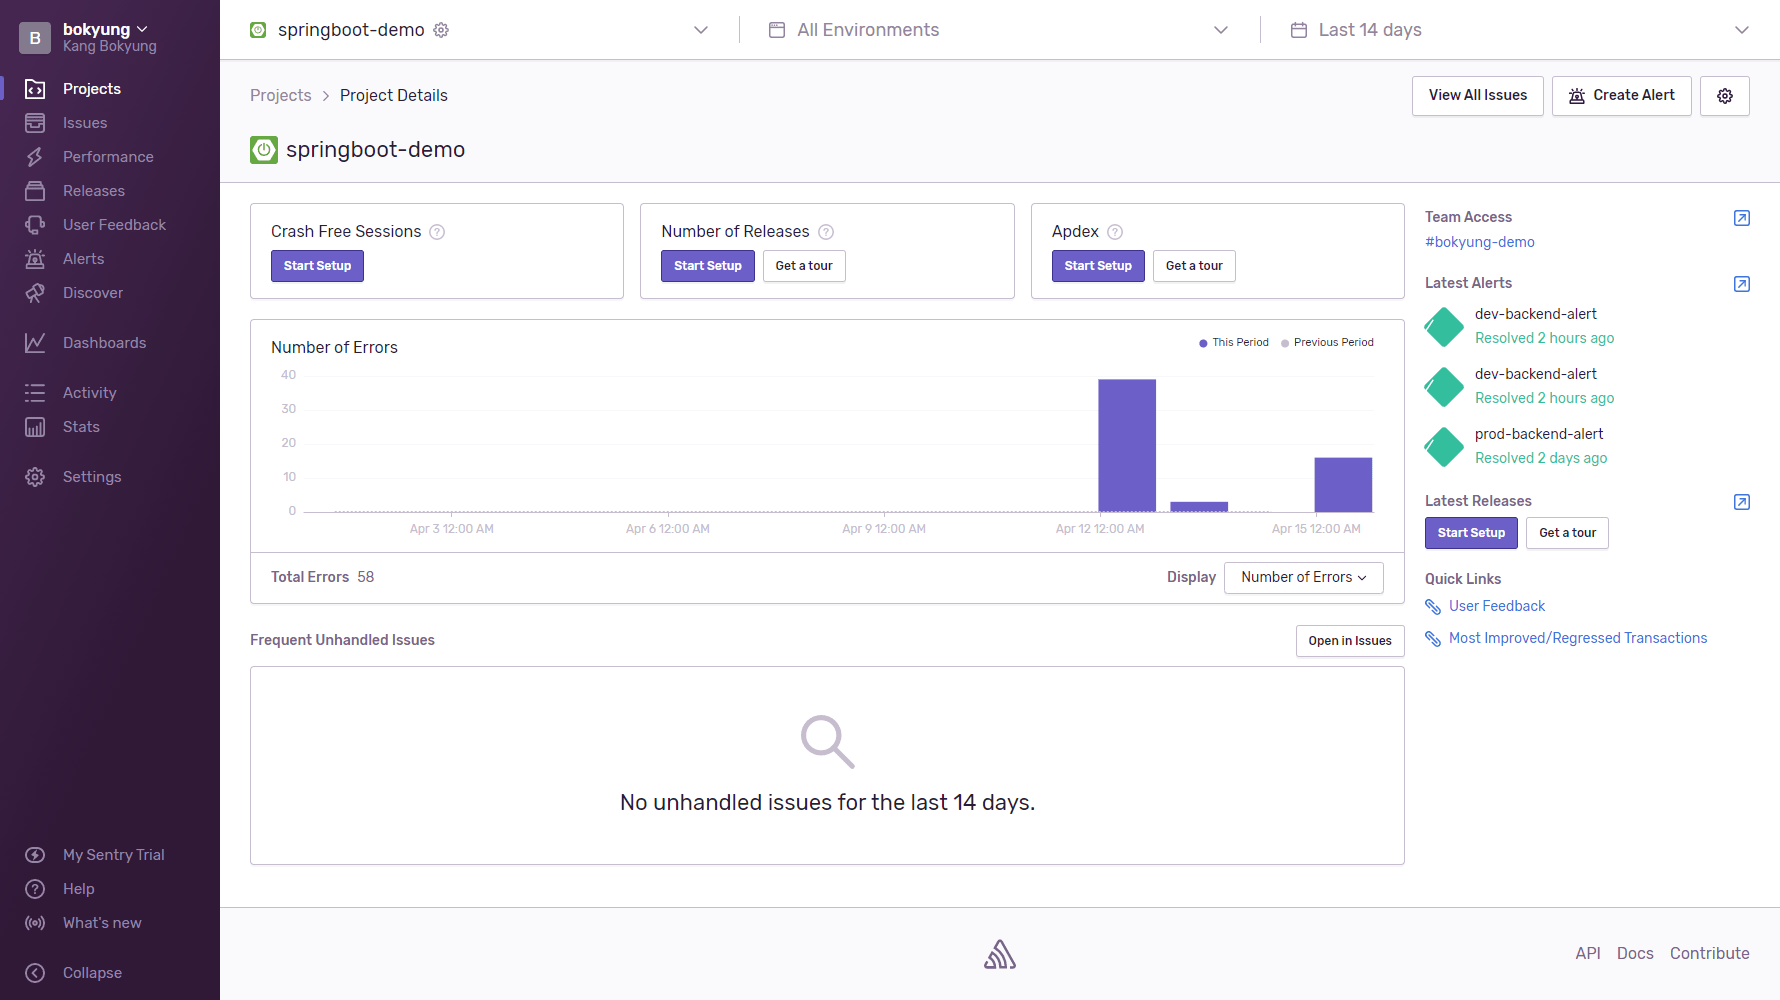 B
bokyung
Kang Bokyung
Projects
Issues
Performance
Releases
User Feedback
Alerts
Discover
Dashboards
Activity
Stats
Settings
My Sentry Trial
Help
What's new
Collapse
springboot-demo
All Environments
Last 14 days
Projects > Project Details
View All Issues
Create Alert
springboot-demo
Crash Free Sessions ?
Start Setup
Number of Releases ?
Start Setup Get a tour
Apdex ?
Start Setup Get a tour
Number of Errors
This Period Previous Period
40
30
20
10
0
Apr 3 12:00 AM Apr 6 12:00 AM Apr 9 12:00 AM Apr 12 12:00 AM Apr 15 12:00 AM
Total Errors 58
Display Number of Errors
Frequent Unhandled Issues
Open in Issues
No unhandled issues for the last 14 days.
Team Access
#bokyung-demo
Latest Alerts
dev-backend-alert
Resolved 2 hours ago
dev-backend-alert
Resolved 2 hours ago
prod-backend-alert
Resolved 2 days ago
Latest Releases
Start Setup Get a tour
Quick Links
User Feedback
Most Improved/Regressed Transactions
API Docs Contribute